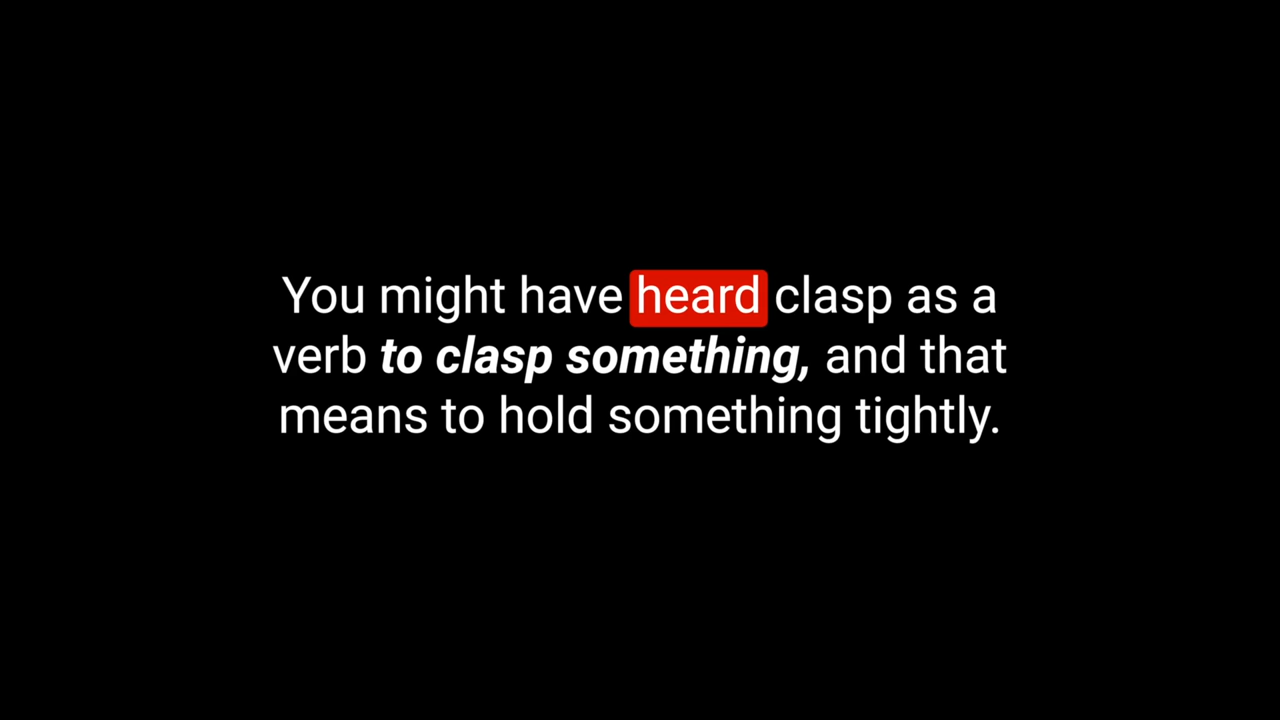 You might have heard clasp as a
verb to clasp something, and that
means to hold something tightly.